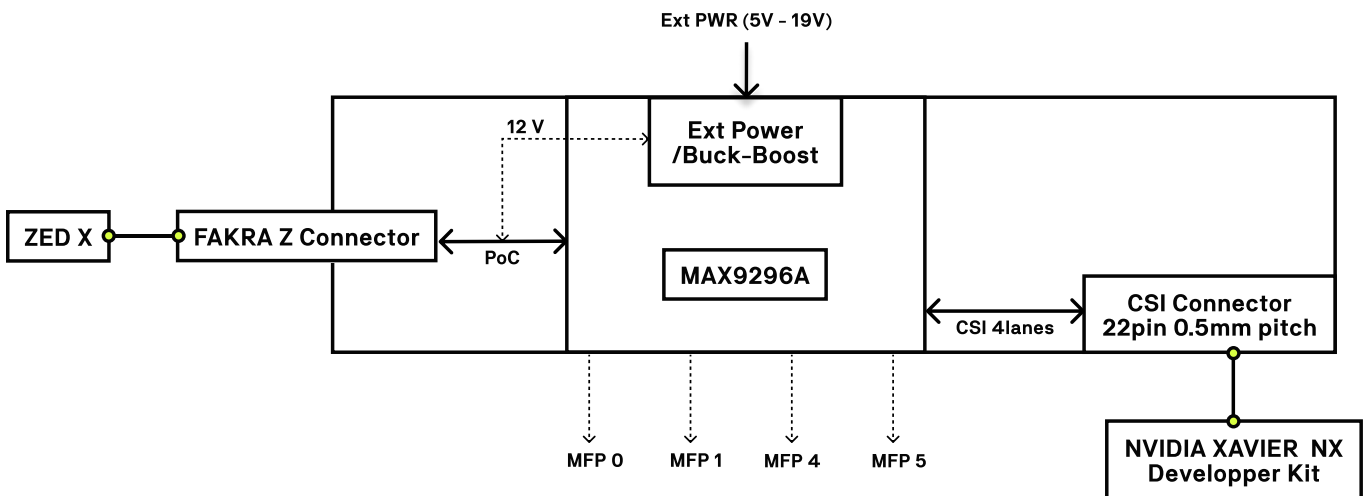 Ext PWR (5V - 19V)
12 V
Ext Power
/Buck-Boost
ZED X
FAKRA Z Connector
PoC
MAX9296A
CSI 4lanes
CSI Connector
22pin 0.5mm pitch
MFP 0
MFP 1
MFP 4
MFP 5
NVIDIA XAVIER NX
Developper Kit